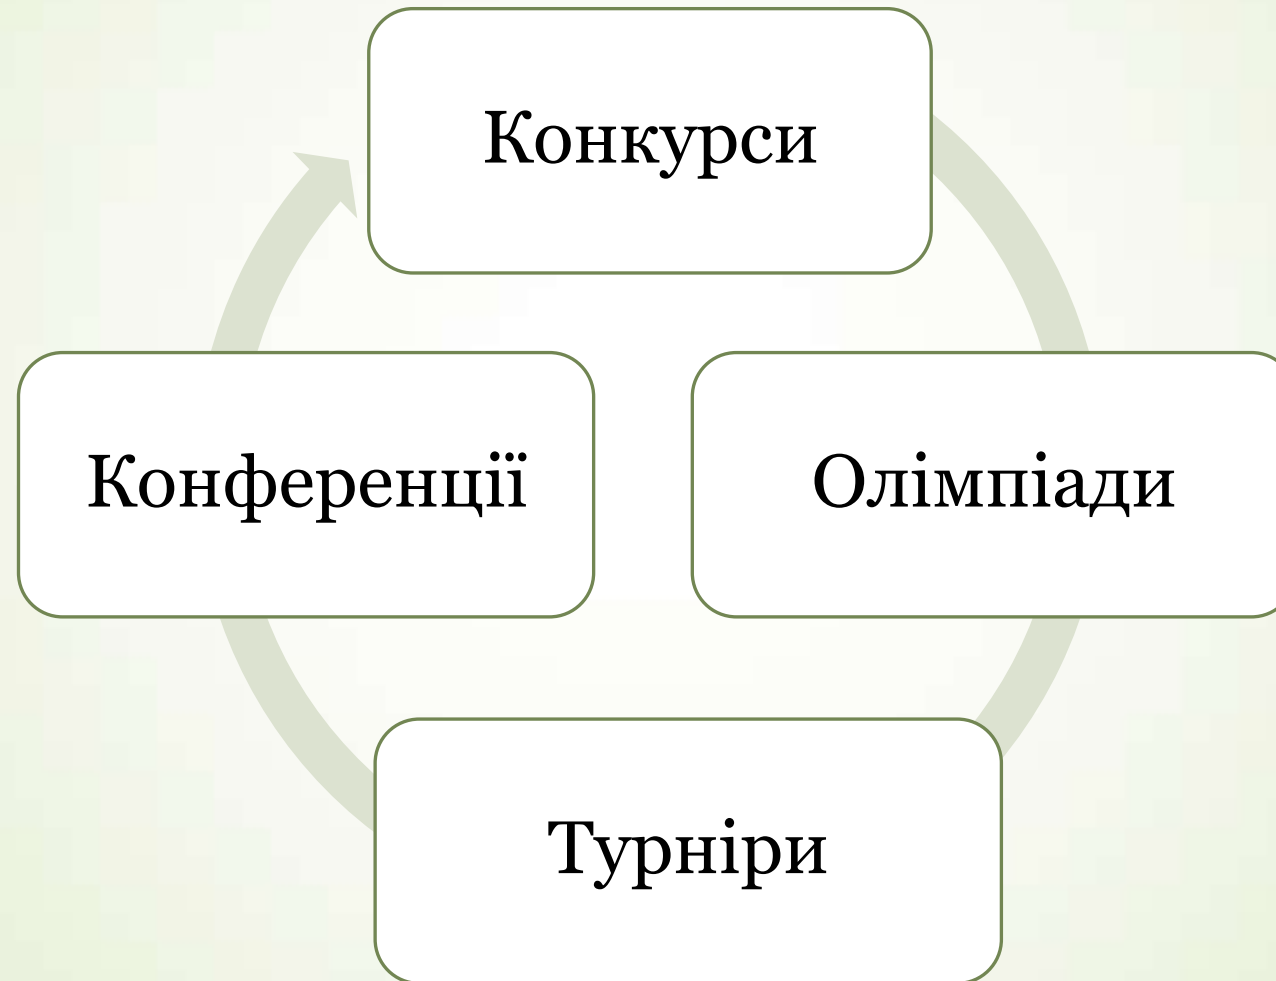 Конкурси
Конференції
Олімпіади
Турніри